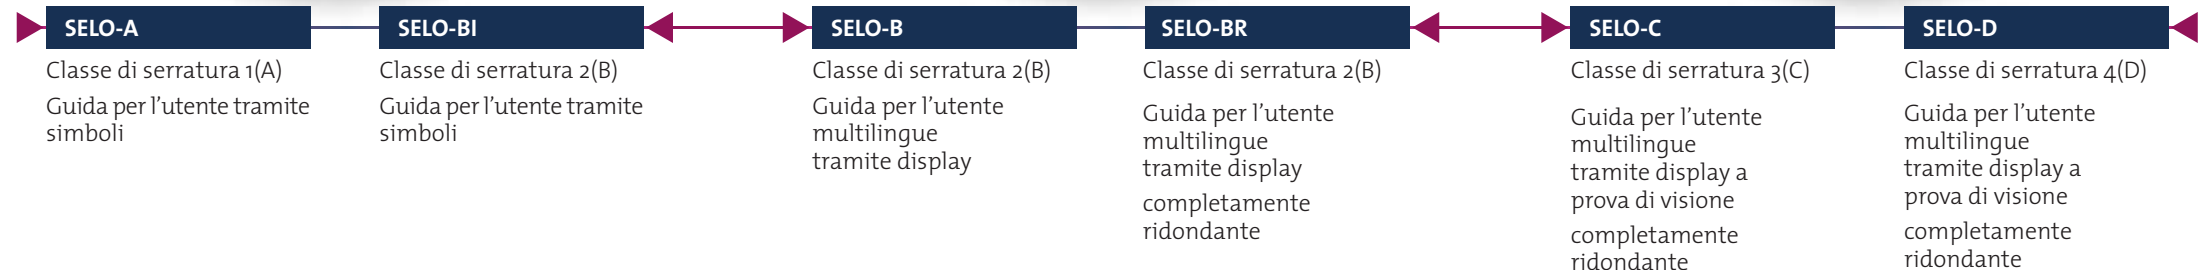 SELO-A
Classe di serratura 1(A)
Guida per l'utente tramite
simboli
SELO-BI
Classe di serratura 2(B)
Guida per l'utente tramite
simboli
SELO-B
Classe di serratura 2(B)
Guida per l'utente
multilingue
tramite display
SELO-BR
Classe di serratura 2(B)
Guida per l'utente
multilingue
tramite display
completamente
ridondante
SELO-C
Classe di serratura 3(C)
Guida per l'utente
multilingue
tramite display a
prova di visione
completamente
ridondante
SELO-D
Classe di serratura 4(D)
Guida per l'utente
multilingue
tramite display a
prova di visione
completamente
ridondante